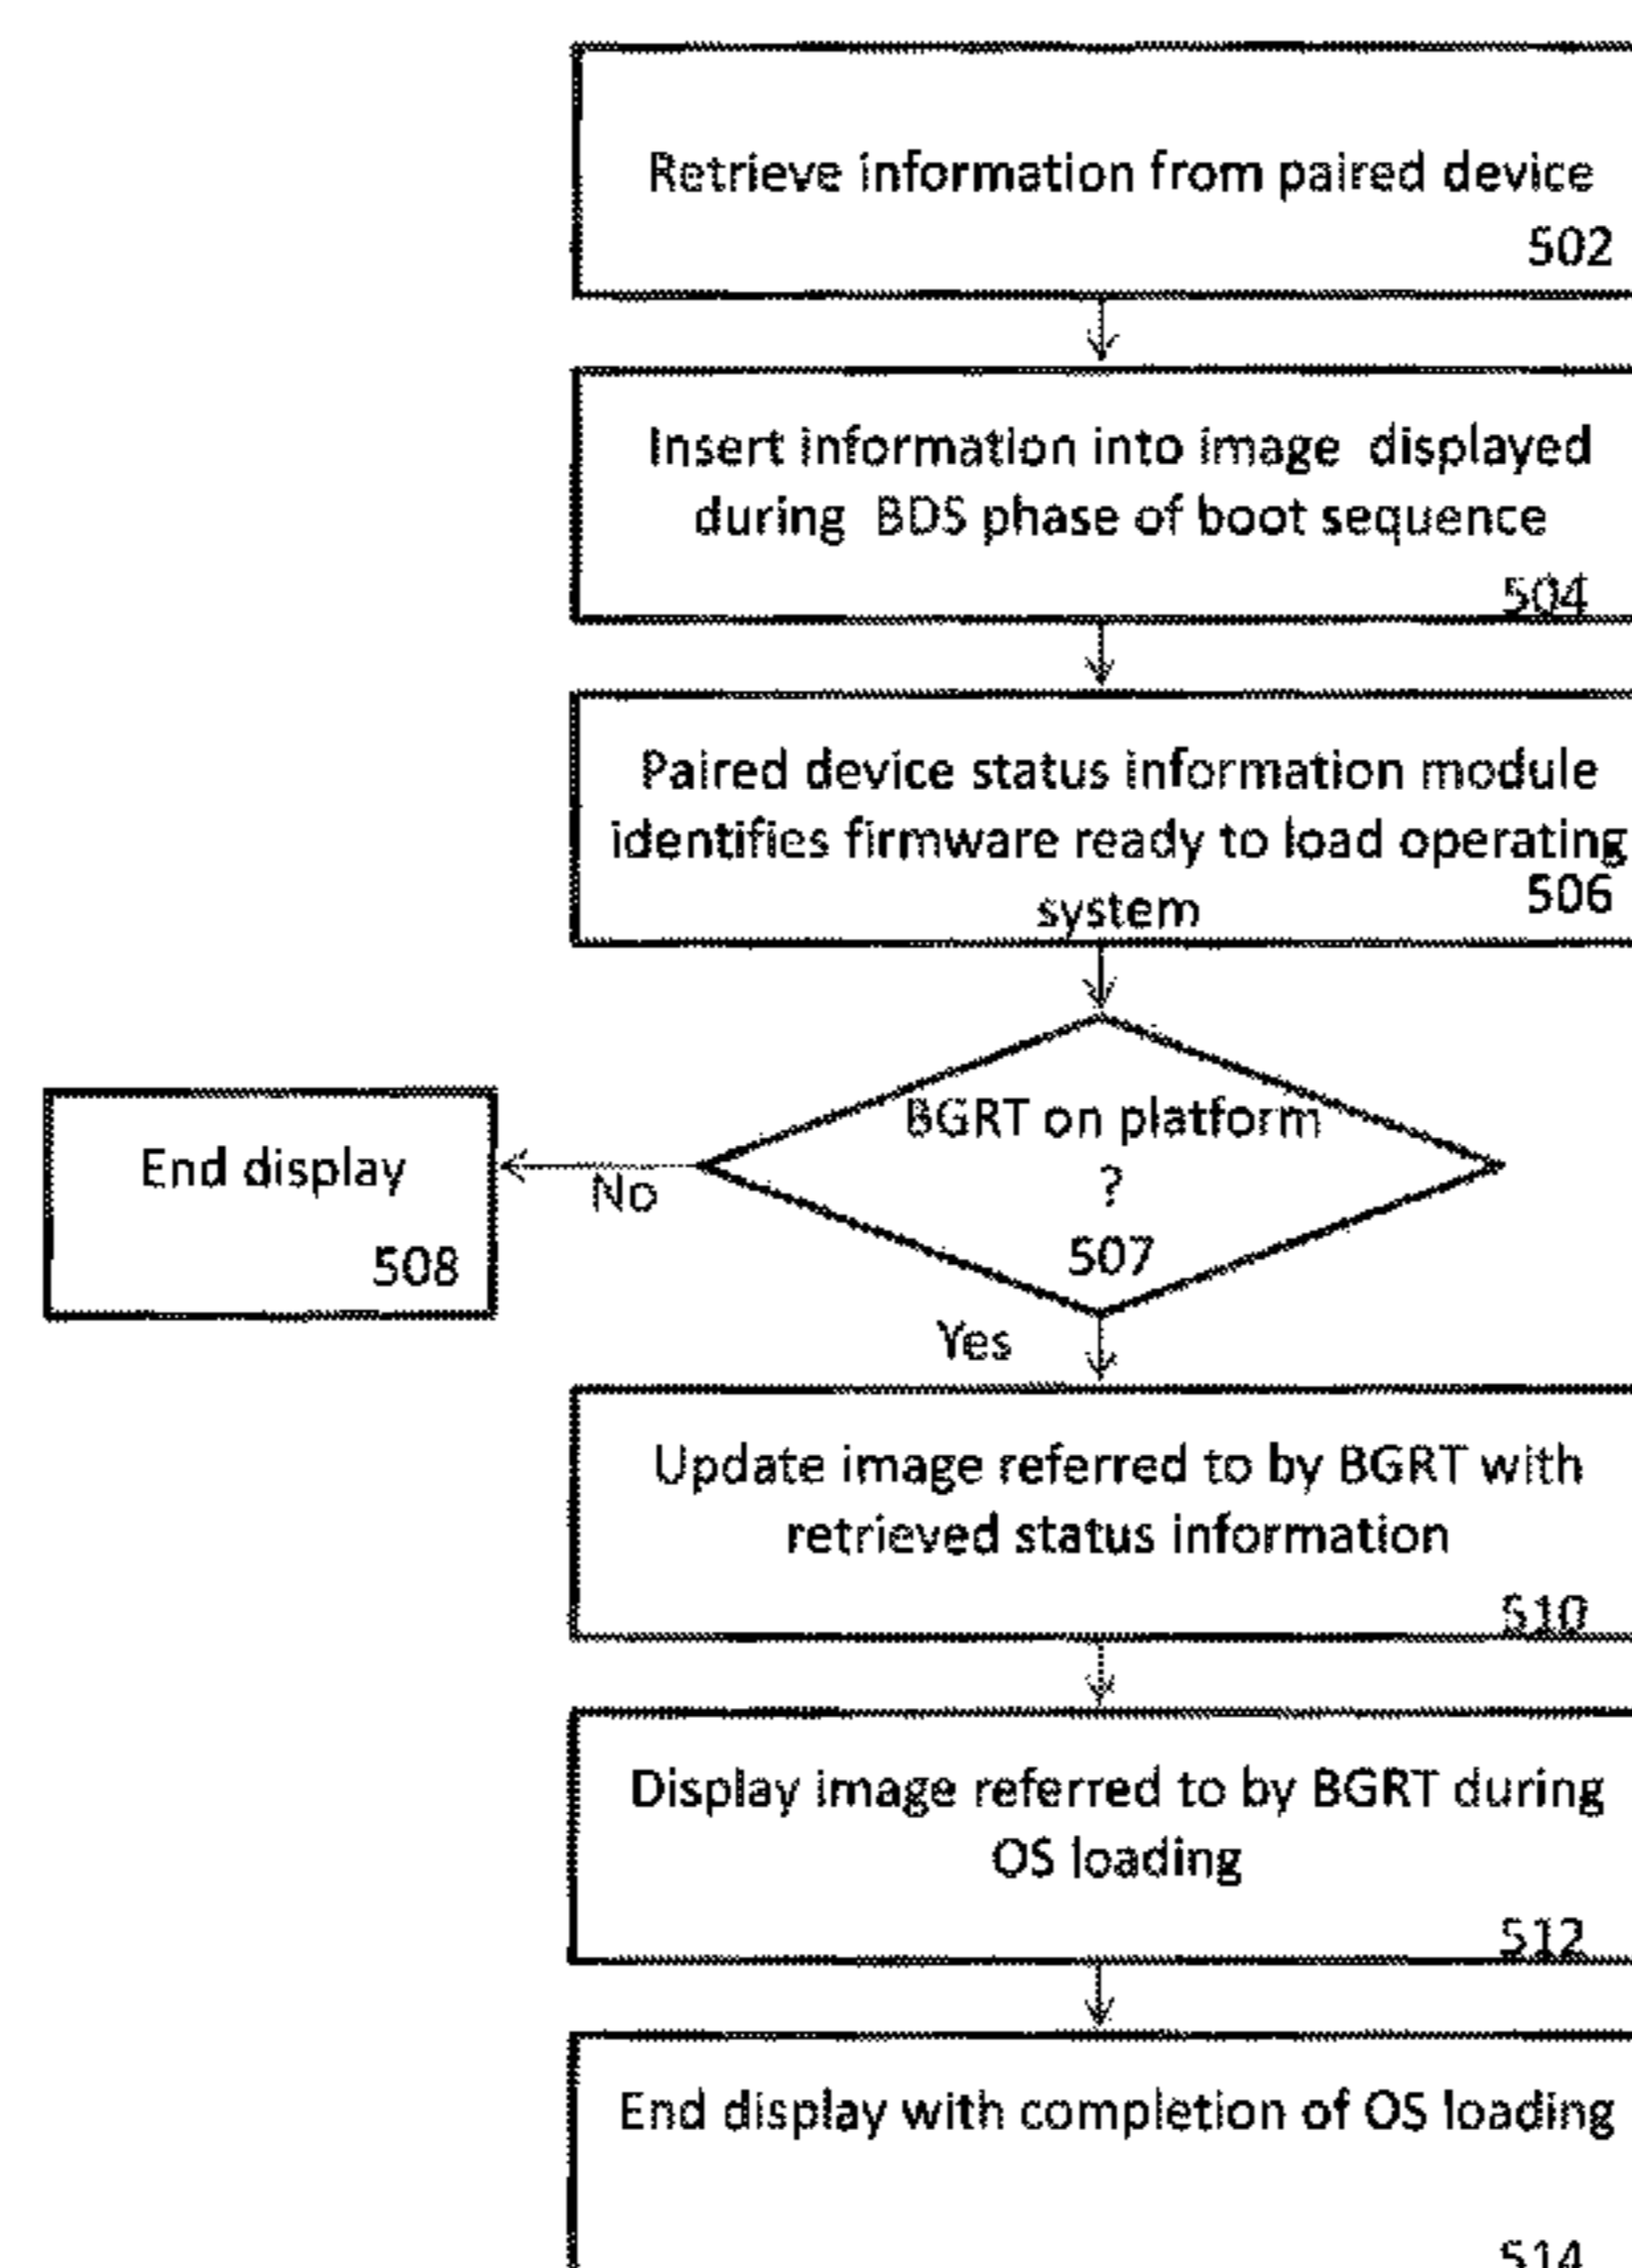 Retrieve information from paired device
502
Insert information into image displayed
during BDS phase of boot sequence
504
Paired device status information module
identifies firmware ready to load operating
system
506
BGRT on platform
?
507
End display
508
No
Yes
Update image referred to by BGRT with
retrieved status information
510
Display image referred to by BGRT during
OS loading
512
End display with completion of OS loading
514